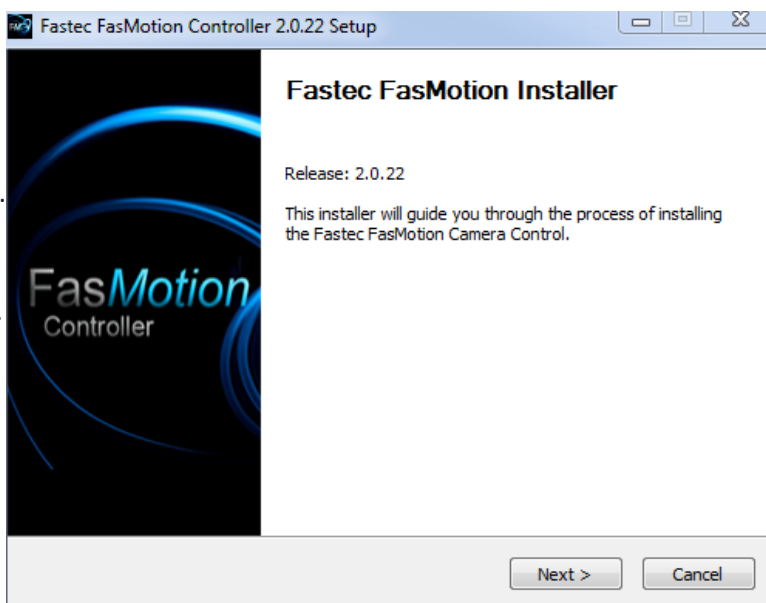 Fastec FasMotion Controller 2.0.22 Setup
Fastec FasMotion Installer
Release: 2.0.22
This installer will guide you through the process of installing
the Fastec FasMotion Camera Control.
FasMotion
Controller
Next >
Cancel